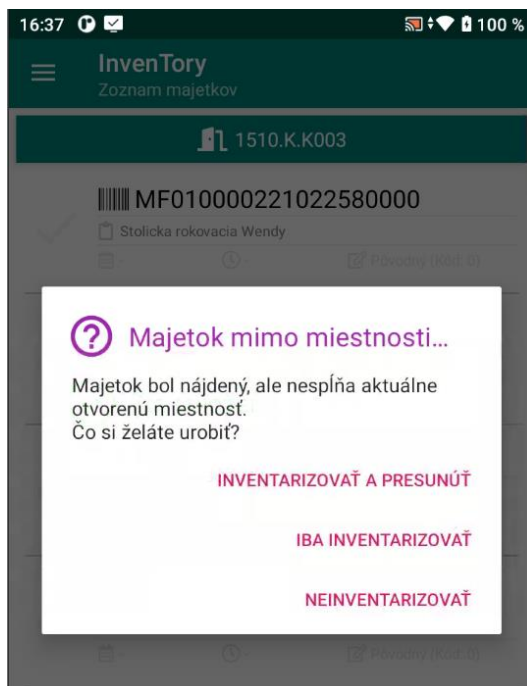 16:37
100 %
InvenTory
Zoznam majetkov
1510.K.K003
MF010000221022580000
Stolicka rokovacia Wendy
- - Pôvodný (Kód: 0)
Majetok mimo miestnosti...
Majetok bol nájdený, ale nespĺňa aktuálne
otvorenú miestnosť.
Čo si želáte urobiť?
INVENTARIZOVAŤ A PRESUNÚŤ
IBA INVENTARIZOVAŤ
NEINVENTARIZOVAŤ
- - Pôvodný (Kód: 0)